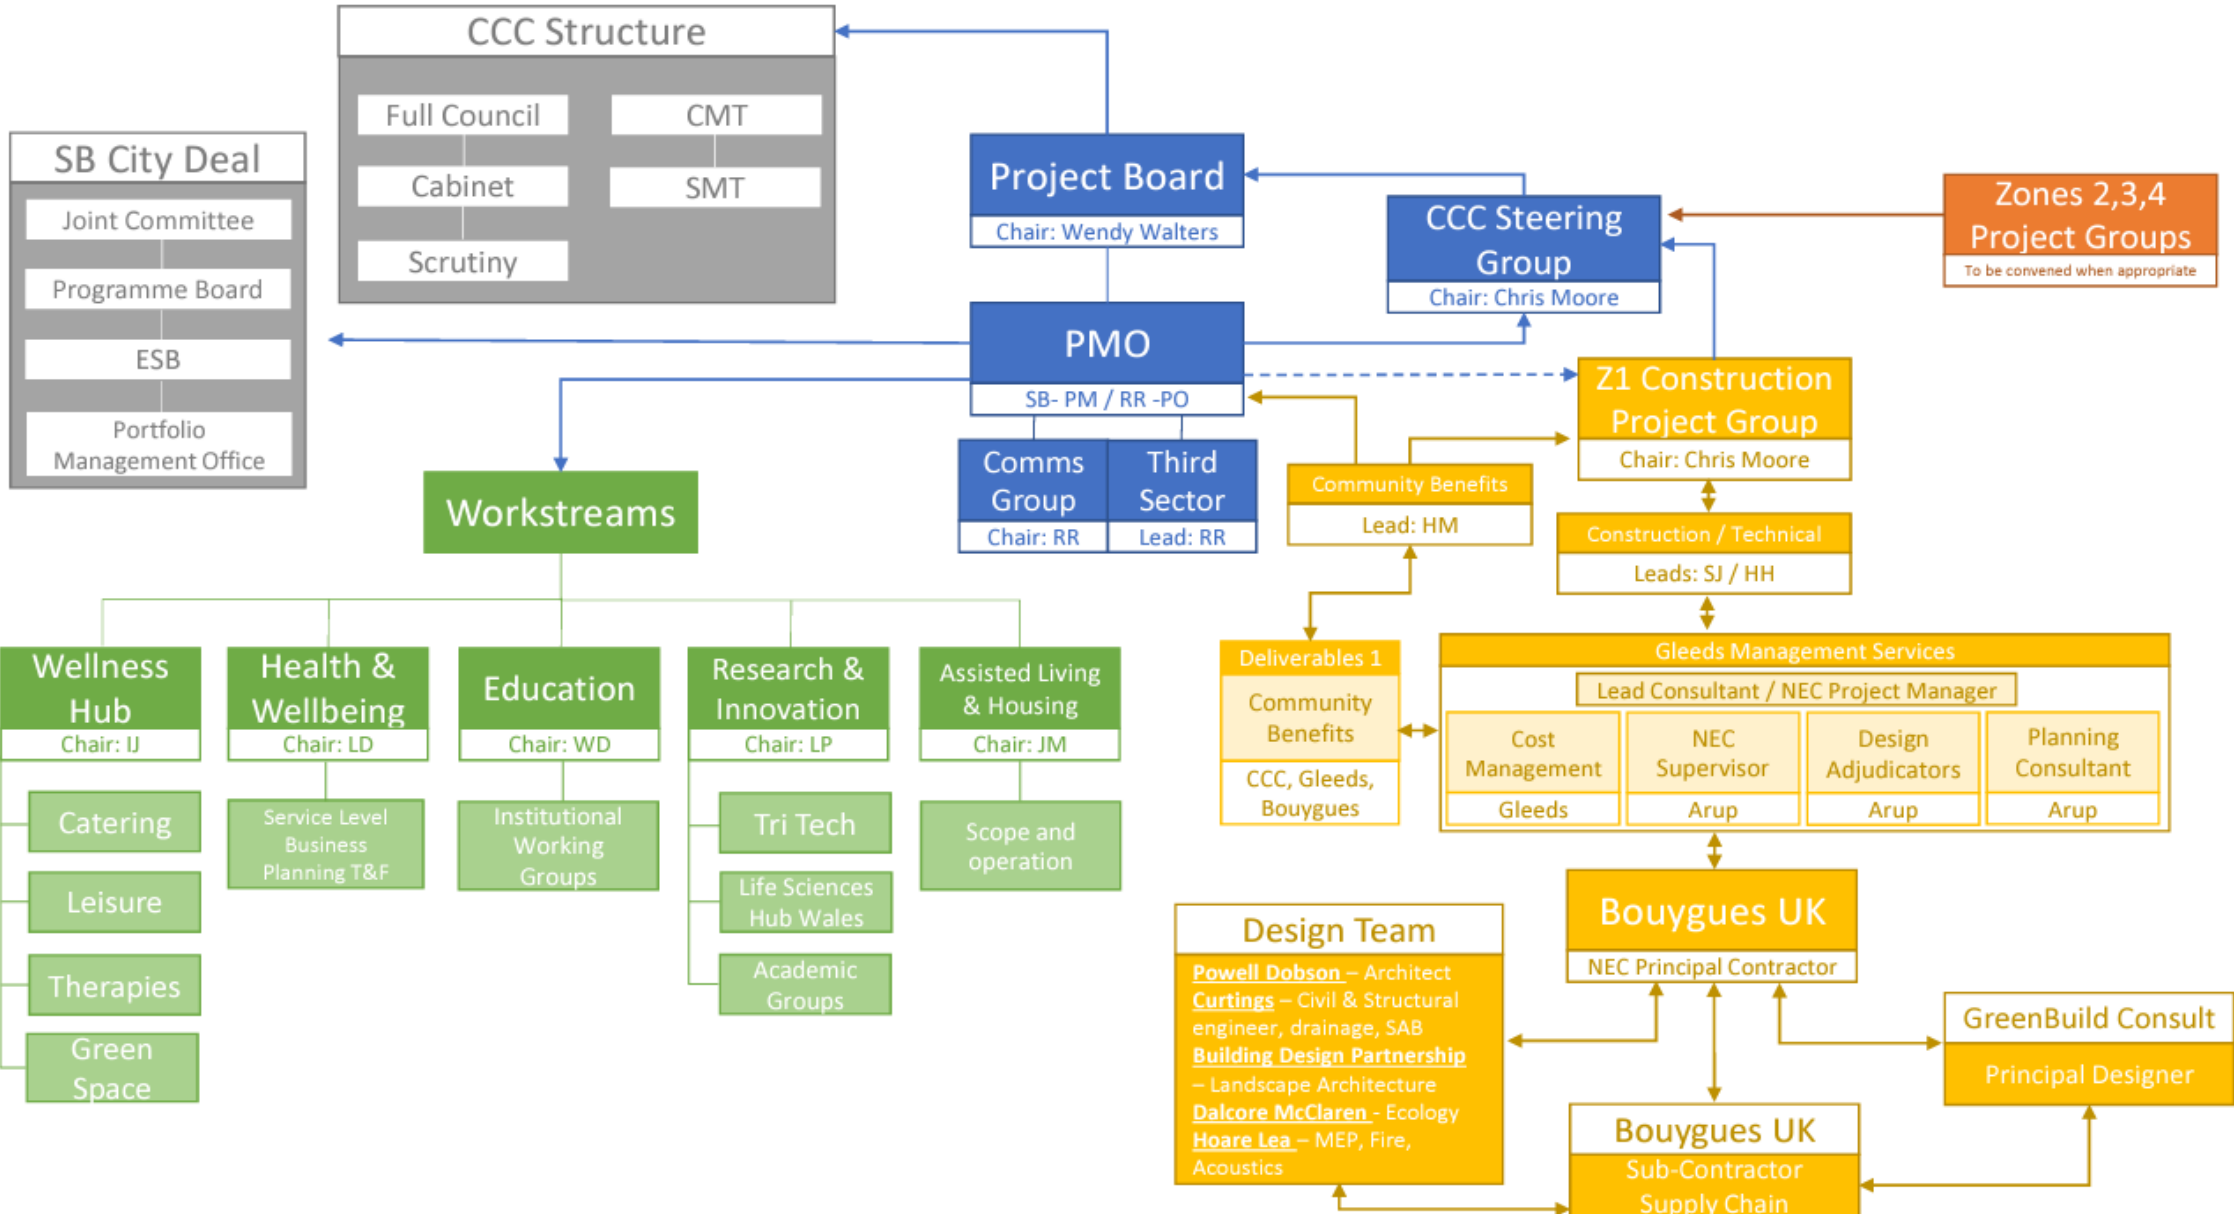 CCC Structure
Full Council
CMT
Cabinet
SMT
Scrutiny
SB City Deal
Joint Committee
Programme Board
ESB
Portfolio
Management Office
Project Board
Chair: Wendy Walters
CCC Steering
Group
Chair: Chris Moore
Zones 2,3,4
Project Groups
To be convened when appropriate
PMO
SB- PM / RR -PO
Comms
Group
Chair: RR
Third
Sector
Lead: RR
Z1 Construction
Project Group
Chair: Chris Moore
Community Benefits
Lead: HM
Construction / Technical
Leads: SJ / HH
Workstreams
Wellness
Hub
Chair: IJ
Catering
Leisure
Therapies
Green
Space
Health &
Wellbeing
Chair: LD
Service Level
Business
Planning T&F
Education
Chair: WD
Institutional
Working
Groups
Research &
Innovation
Chair: LP
Tri Tech
Life Sciences
Hub Wales
Academic
Groups
Assisted Living
& Housing
Chair: JM
Scope and
operation
Deliverables 1
Community
Benefits
CCC, Gleeds,
Bouygues
Gleeds Management Services
Lead Consultant / NEC Project Manager
Cost
Management
Gleeds
NEC
Supervisor
Arup
Design
Adjudicators
Arup
Planning
Consultant
Arup
Bouygues UK
NEC Principal Contractor
Design Team
Powell Dobson – Architect
Curtings – Civil & Structural
engineer, drainage, SAB
Building Design Partnership
– Landscape Architecture
Dalcore McClaren - Ecology
Hoare Lea – MEP, Fire,
Acoustics
GreenBuild Consult
Principal Designer
Bouygues UK
Sub-Contractor
Supply Chain